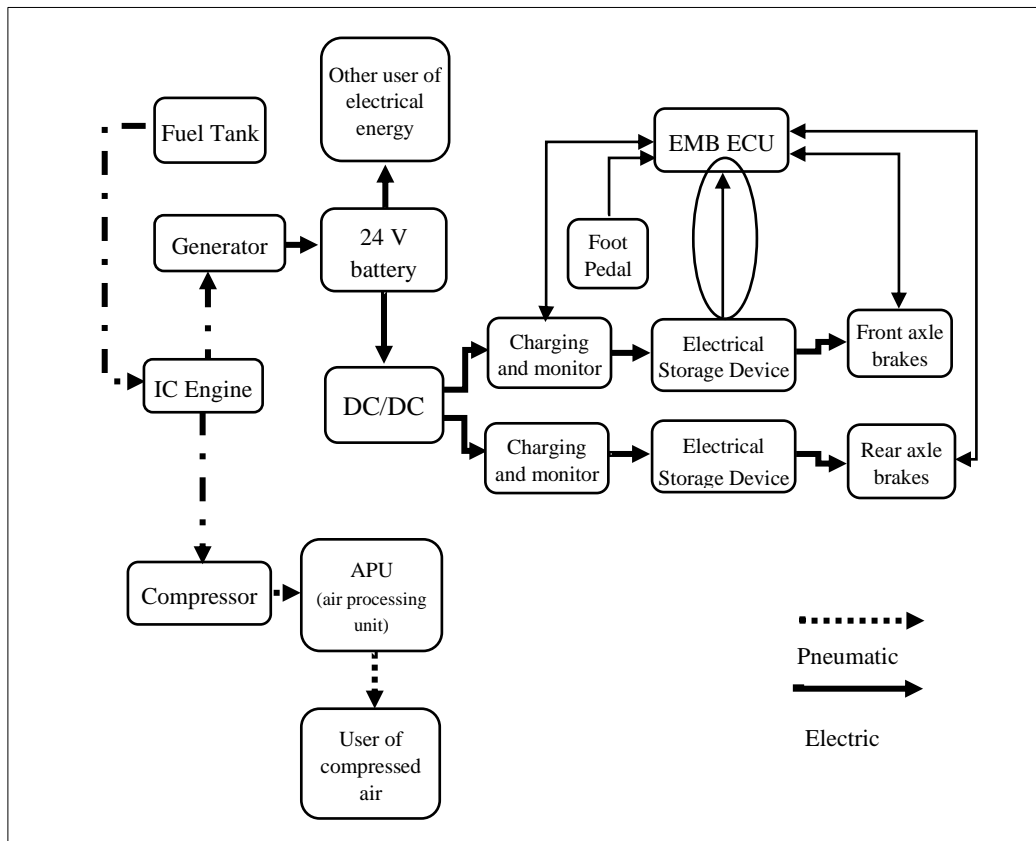 Other user of
electrical
energy
Fuel Tank
EMB ECU
Generator
24 V
battery
Foot
Pedal
Charging
and monitor
Electrical
Storage Device
Front axle
brakes
IC Engine
DC/DC
Charging
and monitor
Electrical
Storage Device
Rear axle
brakes
Compressor
APU
(air processing
unit)
Pneumatic
User of
compressed
air
Electric